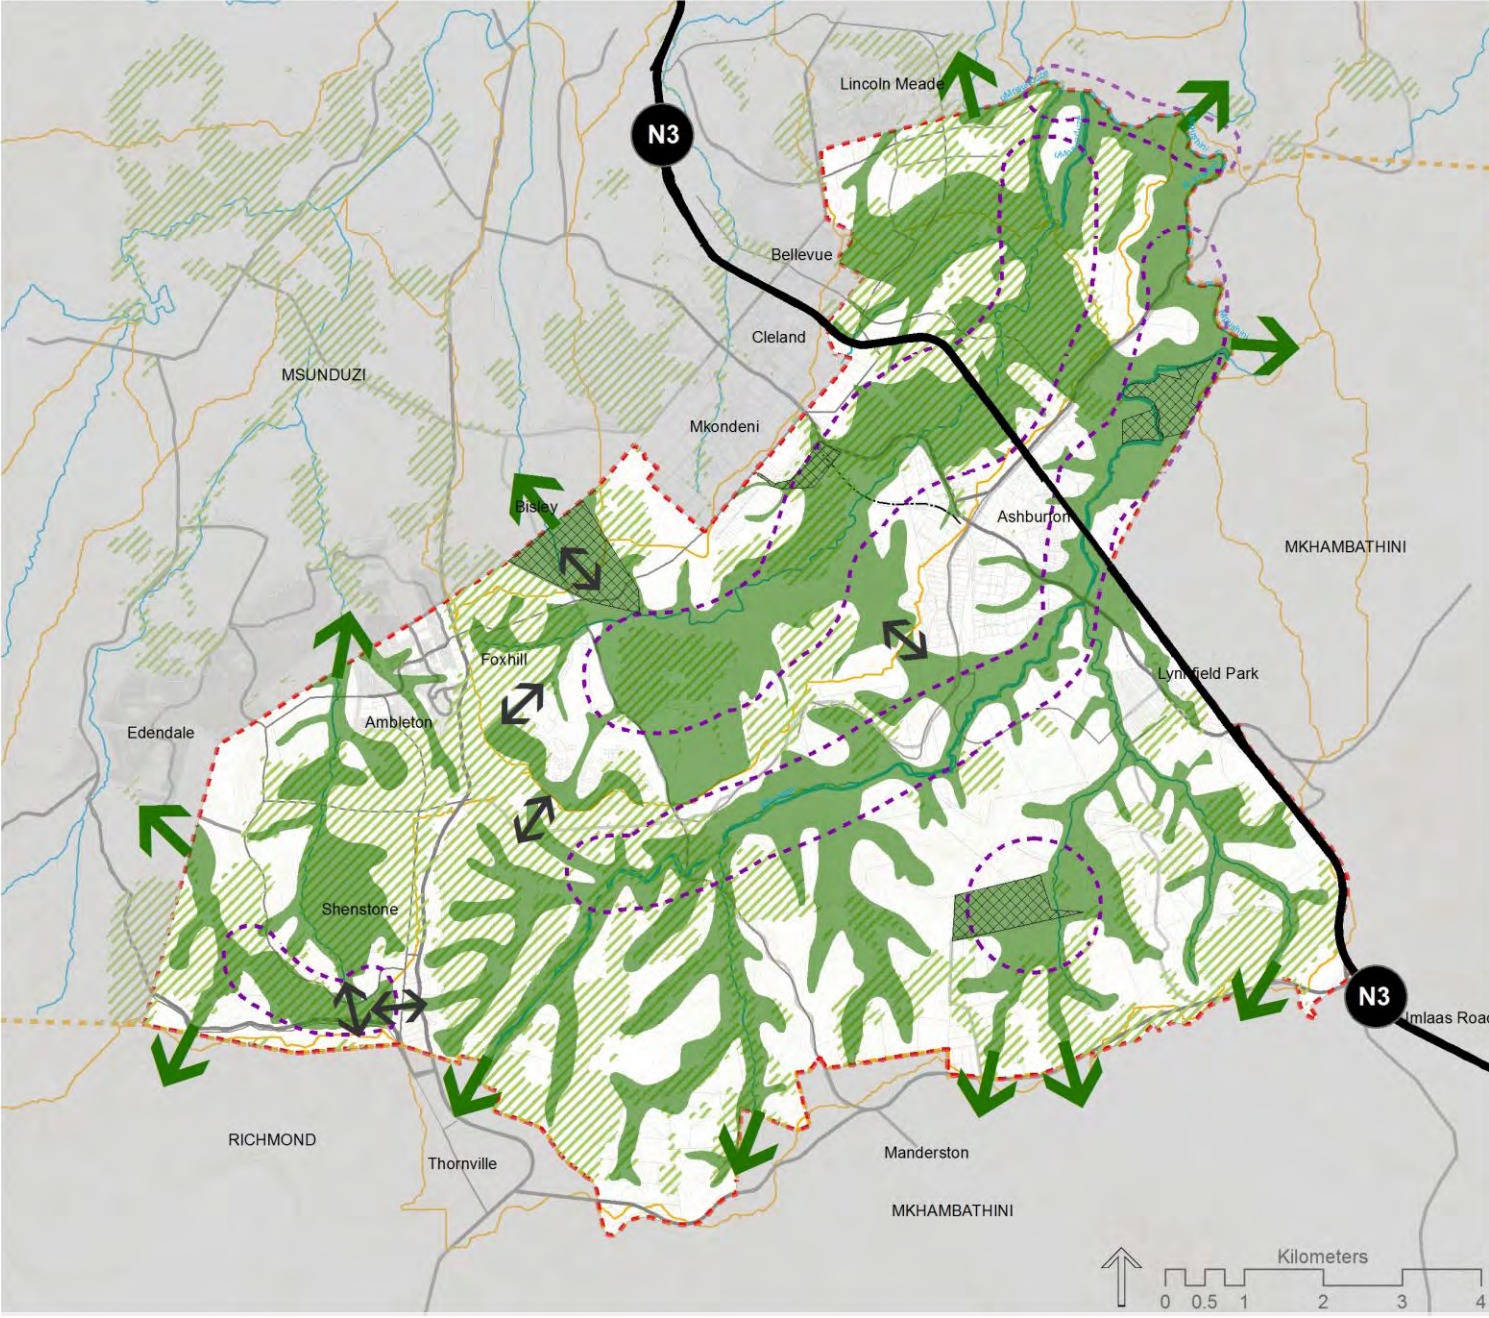 Lincoln Meade
N3
Bellevue
Cleland
MSUNDUZI
Mkondeni
Bisley
Ashburton
MKHAMBATHINI
Foxhill
Lynnfield Park
Ambleton
Edendale
Shenstone
N3
Imlaas Roa
RICHMOND
Thornville
Manderston
MKHAMBATHINI
Kilometers
0 0.5 1 2 3 4